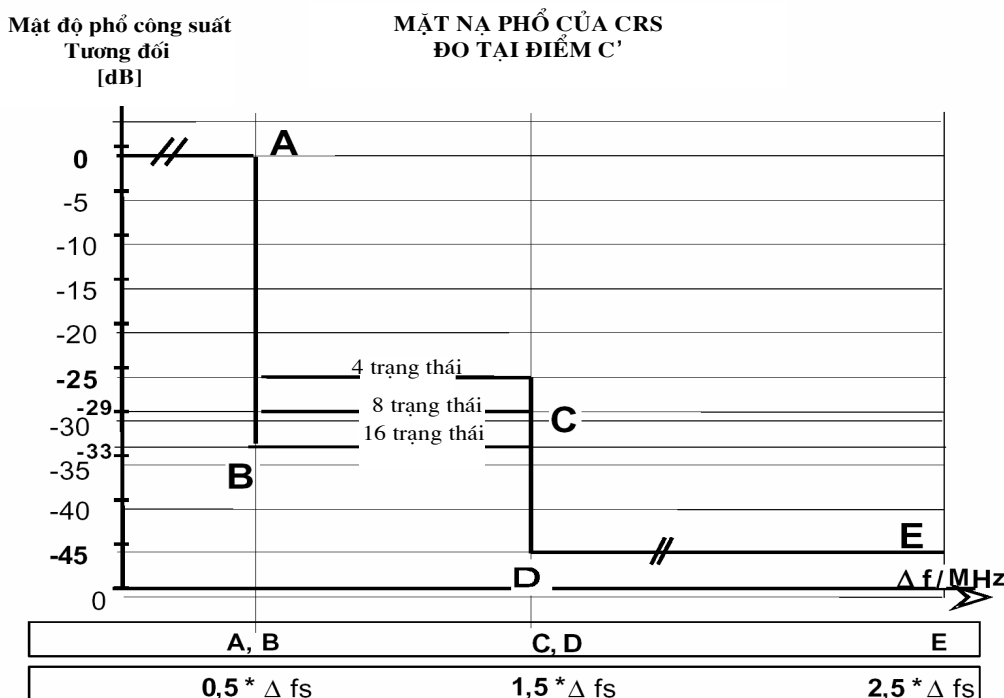 Mật độ phổ công suất
Tương đối
[dB]
MẶT NẠ PHỔ CỦA CRS
ĐO TẠI ĐIỂM C’
0
A
-5
-10
-15
-20
4 trạng thái
-25
-29
8 trạng thái
C
-30
16 trạng thái
-33
B
-35
-40
-45
E
D
Δ f/MHz
0
A, B
C, D
E
0,5 * Δ fs
1,5 * Δ fs
2,5 * Δ fs